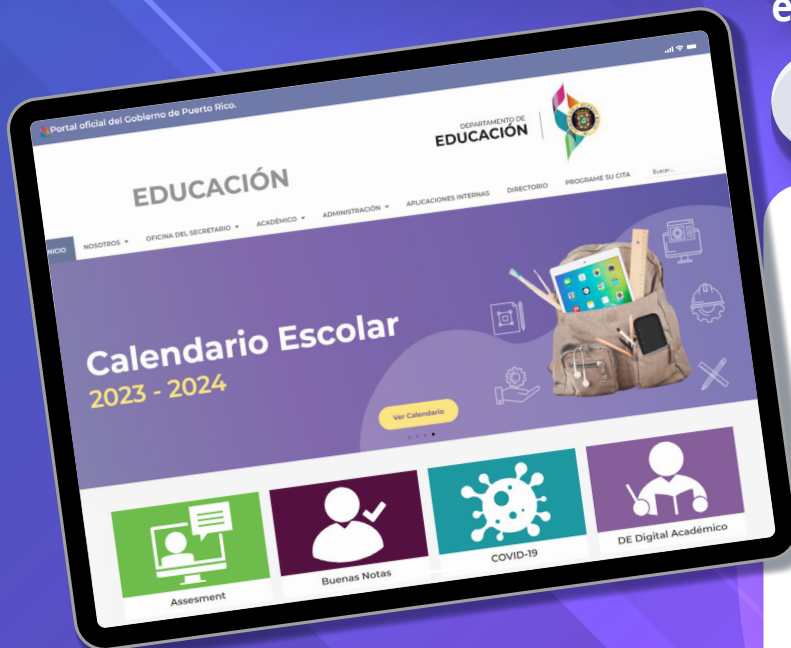 e
Portal oficial del Gobierno de Puerto Rico.
EDUCACIÓN
DEPARTAMENTO DE
EDUCACIÓN
INICIO NOSOTROS OFICINA DEL SECRETARIO ACADÉMICO ADMINISTRACIÓN APLICACIONES INTERNAS DIRECTORIO PROGRAME SU CITA Buscar...
Calendario Escolar
2023 - 2024
Ver Calendario
Assesment
Buenas Notas
COVID-19
DE Digital Académico